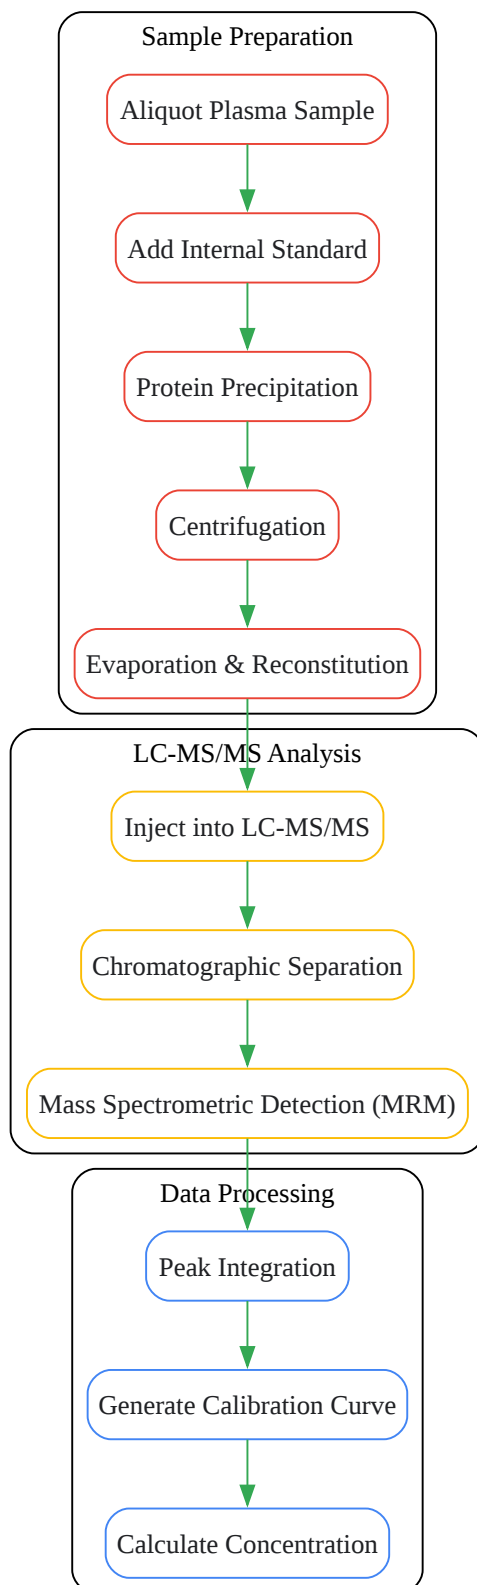 Sample Preparation
Aliquot Plasma Sample
Add Internal Standard
Protein Precipitation
Centrifugation
Evaporation & Reconstitution
LC-MS/MS Analysis
Inject into LC-MS/MS
Chromatographic Separation
Mass Spectrometric Detection (MRM)
Data Processing
Peak Integration
Generate Calibration Curve
Calculate Concentration